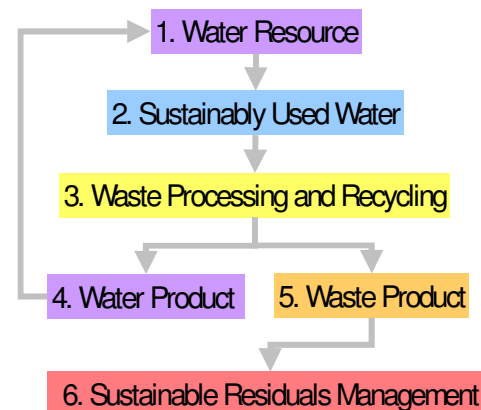 1. Water Resource
2. Sustainably Used Water
3. Waste Processing and Recycling
4. Water Product
5. Waste Product
6. Sustainable Residuals Management